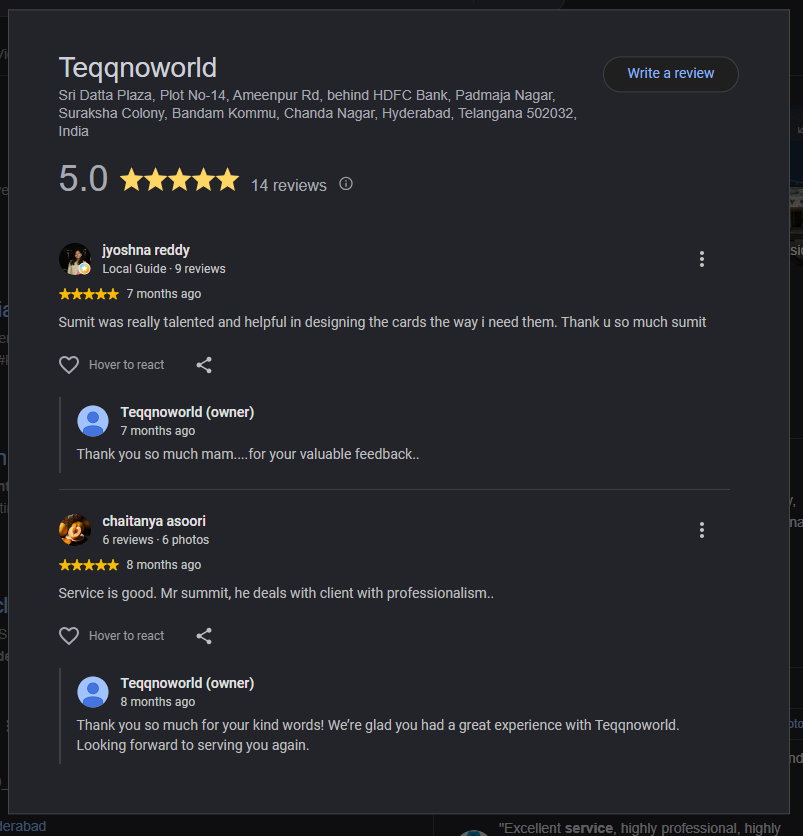 Teqqnoworld
Write a review
Sri Datta Plaza, Plot No-14, Ameenpur Rd, behind HDFC Bank, Padmaja Nagar,
Suraksha Colony, Bandam Kommu, Chanda Nagar, Hyderabad, Telangana 502032,
India
5.0 14 reviews
jyoshna reddy
Local Guide · 9 reviews
7 months ago
Sumit was really talented and helpful in designing the cards the way i need them. Thank u so much sumit
Hover to react
Teqqnoworld (owner)
7 months ago
Thank you so much mam....for your valuable feedback..
chaitanya asoori
6 reviews · 6 photos
8 months ago
Service is good. Mr summit, he deals with client with professionalism..
Hover to react
Teqqnoworld (owner)
8 months ago
Thank you so much for your kind words! We’re glad you had a great experience with Teqqnoworld.
Looking forward to serving you again.
"Excellent service, highly professional, highly